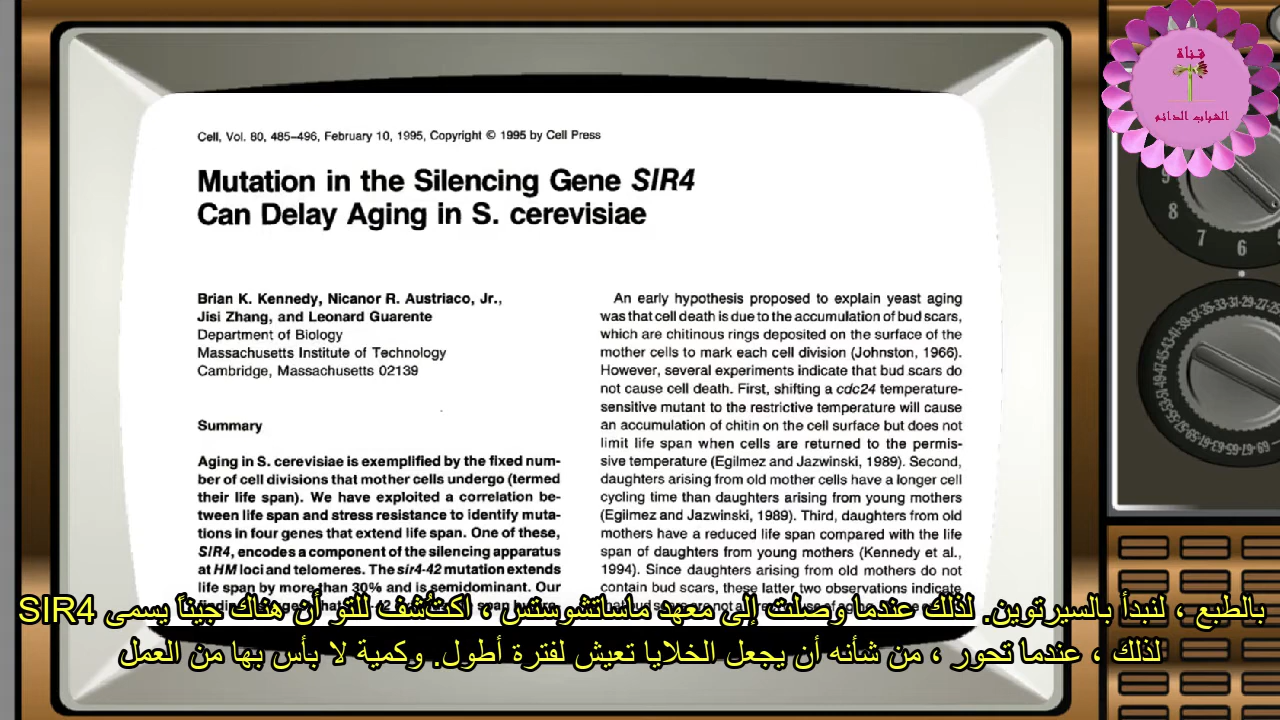 Cell, Vol. 80, 485–496, February 10, 1995, Copyright © 1995 by Cell Press
Mutation in the Silencing Gene SIR4
Can Delay Aging in S. cerevisiae
Brian K. Kennedy, Nicanor R. Austriaco, Jr.,
Jisi Zhang, and Leonard Guarente
Department of Biology
Massachusetts Institute of Technology
Cambridge, Massachusetts 02139
Summary
Aging in S. cerevisiae is exemplified by the fixed num-
ber of cell divisions that mother cells undergo (termed
their life span). We have exploited a correlation be-
tween life span and stress resistance to identify muta-
tions in four genes that extend life span. One of these,
SIR4, encodes a component of the silencing apparatus
at HM loci and telomeres. The sir4-42 mutation extends
life span by more than 30% and is semidominant. Our
An early hypothesis proposed to explain yeast aging
was that cell death is due to the accumulation of bud scars,
which are chitinous rings deposited on the surface of the
mother cells to mark each cell division (Johnston, 1966).
However, several experiments indicate that bud scars do
not cause cell death. First, shifting a cdc24 temperature-
sensitive mutant to the restrictive temperature will cause
an accumulation of chitin on the cell surface but does not
limit life span when cells are returned to the permis-
sive temperature (Egilmez and Jazwinski, 1989). Second,
daughters arising from old mother cells have a longer cell
cycling time than daughters arising from young mothers
(Egilmez and Jazwinski, 1989). Third, daughters from old
mothers have a reduced life span compared with the life
span of daughters from young mothers (Kennedy et al.,
1994). Since daughters arising from old mothers do not
contain bud scars, these latter two observations indicate
بالطبع ، لنبدأ بالسيرتوين. لذلك عندما وصلت إلى معهد ماساتشوستس ، اكتأشف للتو أن هناك جيناً يسمى SIR4
لذلك ، عندما تحور ، من شأنه أن يجعل الخلايا تعيش لفترة أطول. وكمية لا بأس بها من العمل
قناة
الشباب الدائم
8
7
6